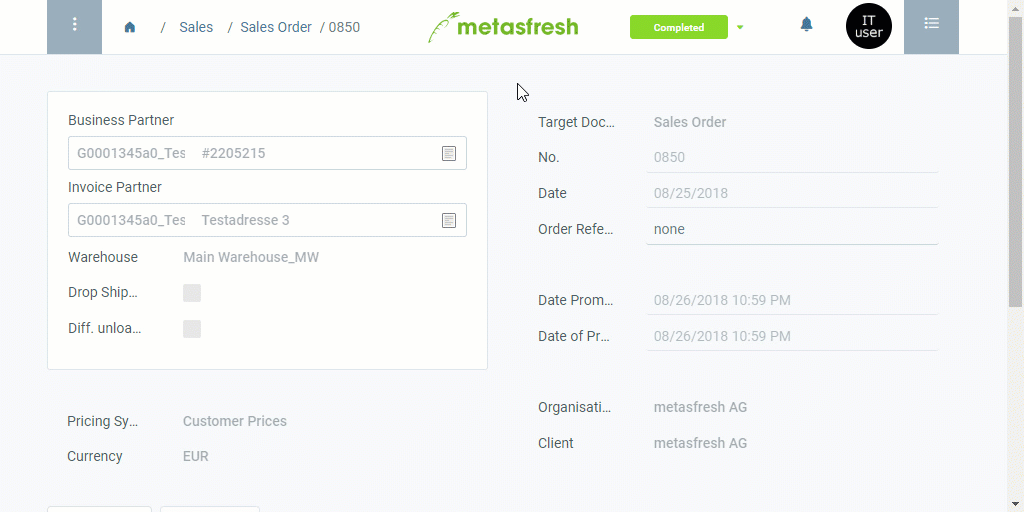 / Sales / Sales Order / 0850
metasfresh
Completed
IT
user
Business Partner
G0001345a0_Tes #2205215
Invoice Partner
G0001345a0_Tes Testadresse 3
Warehouse Main Warehouse_MW
Drop Ship...
Diff. unloa...
Pricing Sy... Customer Prices
Currency EUR
Target Doc... Sales Order
No. 0850
Date 08/25/2018
Order Refe... none
Date Prom... 08/26/2018 10:59 PM
Date of Pr... 08/26/2018 10:59 PM
Organisati... metasfresh AG
Client metasfresh AG